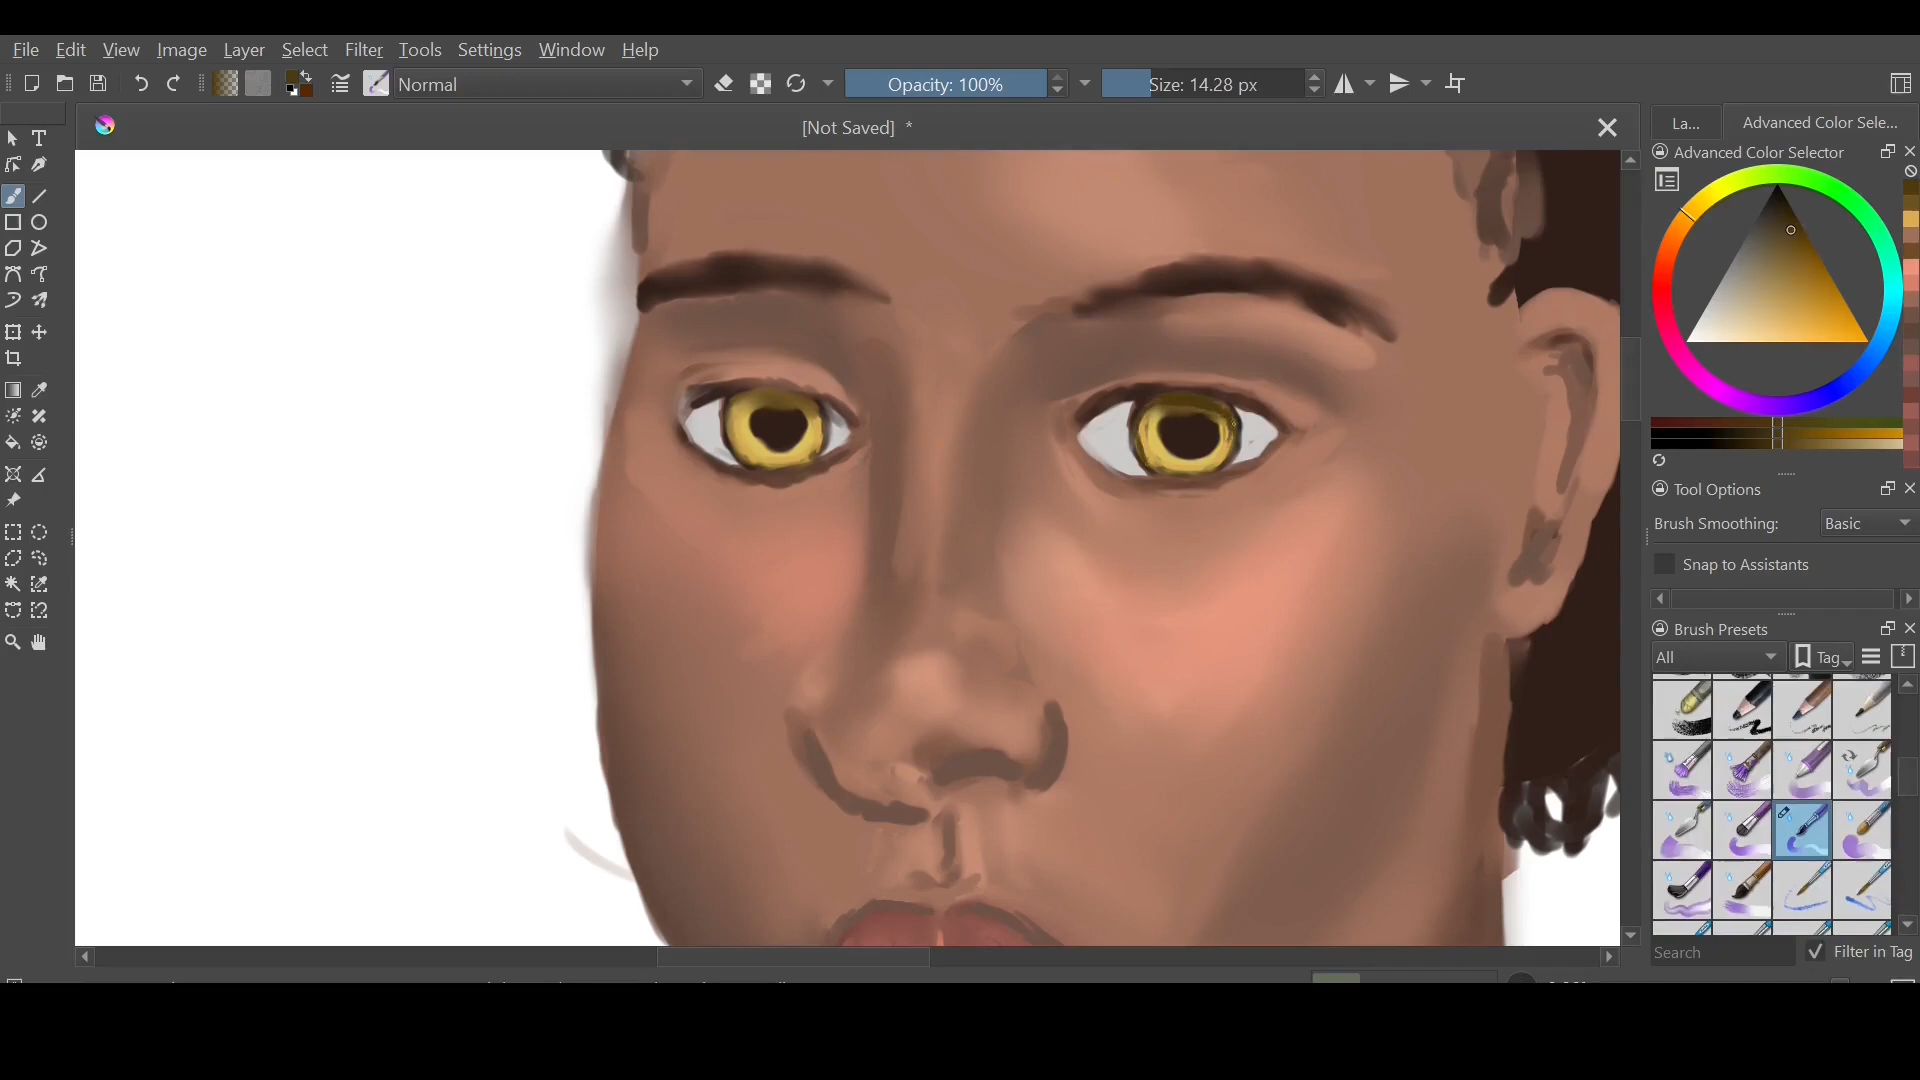 File Edit View Image Layer Select Filter Tools Settings Window Help
Normal Opacity: 100% Size: 14.28 px
[Not Saved] *
La... Advanced Color Sele...
Advanced Color Selector
Tool Options
Brush Smoothing: Basic
Snap to Assistants
Brush Presets
All Tag
Search Filter in Tag